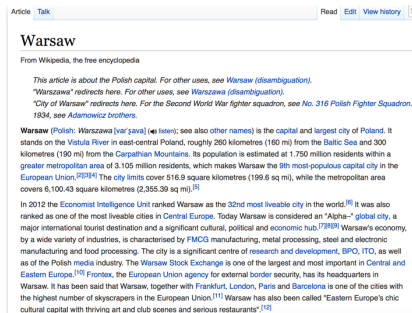 Article Talk Read Edit View history
Warsaw
From Wikipedia, the free encyclopedia
This article is about the Polish capital. For other uses, see Warsaw (disambiguation).
"Warszawa" redirects here. For other uses, see Warszawa (disambiguation).
"City of Warsaw" redirects here. For the Second World War fighter squadron, see No. 316 Polish Fighter Squadron.
1934, see Adamowicz brothers.
Warsaw (Polish: Warszawa [varˈʂava] ( listen); see also other names) is the capital and largest city of Poland. It
stands on the Vistula River in east-central Poland, roughly 260 kilometres (160 mi) from the Baltic Sea and 300
kilometres (190 mi) from the Carpathian Mountains. Its population is estimated at 1.750 million residents within a
greater metropolitan area of 3.105 million residents, which makes Warsaw the 9th most-populous capital city in the
European Union.[2][3][4] The city limits cover 516.9 square kilometres (199.6 sq mi), while the metropolitan area
covers 6,100.43 square kilometres (2,355.39 sq mi).[5]
In 2012 the Economist Intelligence Unit ranked Warsaw as the 32nd most liveable city in the world.[6] It was also
ranked as one of the most liveable cities in Central Europe. Today Warsaw is considered an "Alpha–" global city, a
major international tourist destination and a significant cultural, political and economic hub.[7][8][9] Warsaw's economy,
by a wide variety of industries, is characterised by FMCG manufacturing, metal processing, steel and electronic
manufacturing and food processing. The city is a significant centre of research and development, BPO, ITO, as well
as of the Polish media industry. The Warsaw Stock Exchange is one of the largest and most important in Central and
Eastern Europe.[10] Frontex, the European Union agency for external border security, has its headquarters in
Warsaw. It has been said that Warsaw, together with Frankfurt, London, Paris and Barcelona is one of the cities with
the highest number of skyscrapers in the European Union.[11] Warsaw has also been called "Eastern Europe's chic
cultural capital with thriving art and club scenes and serious restaurants".[12]